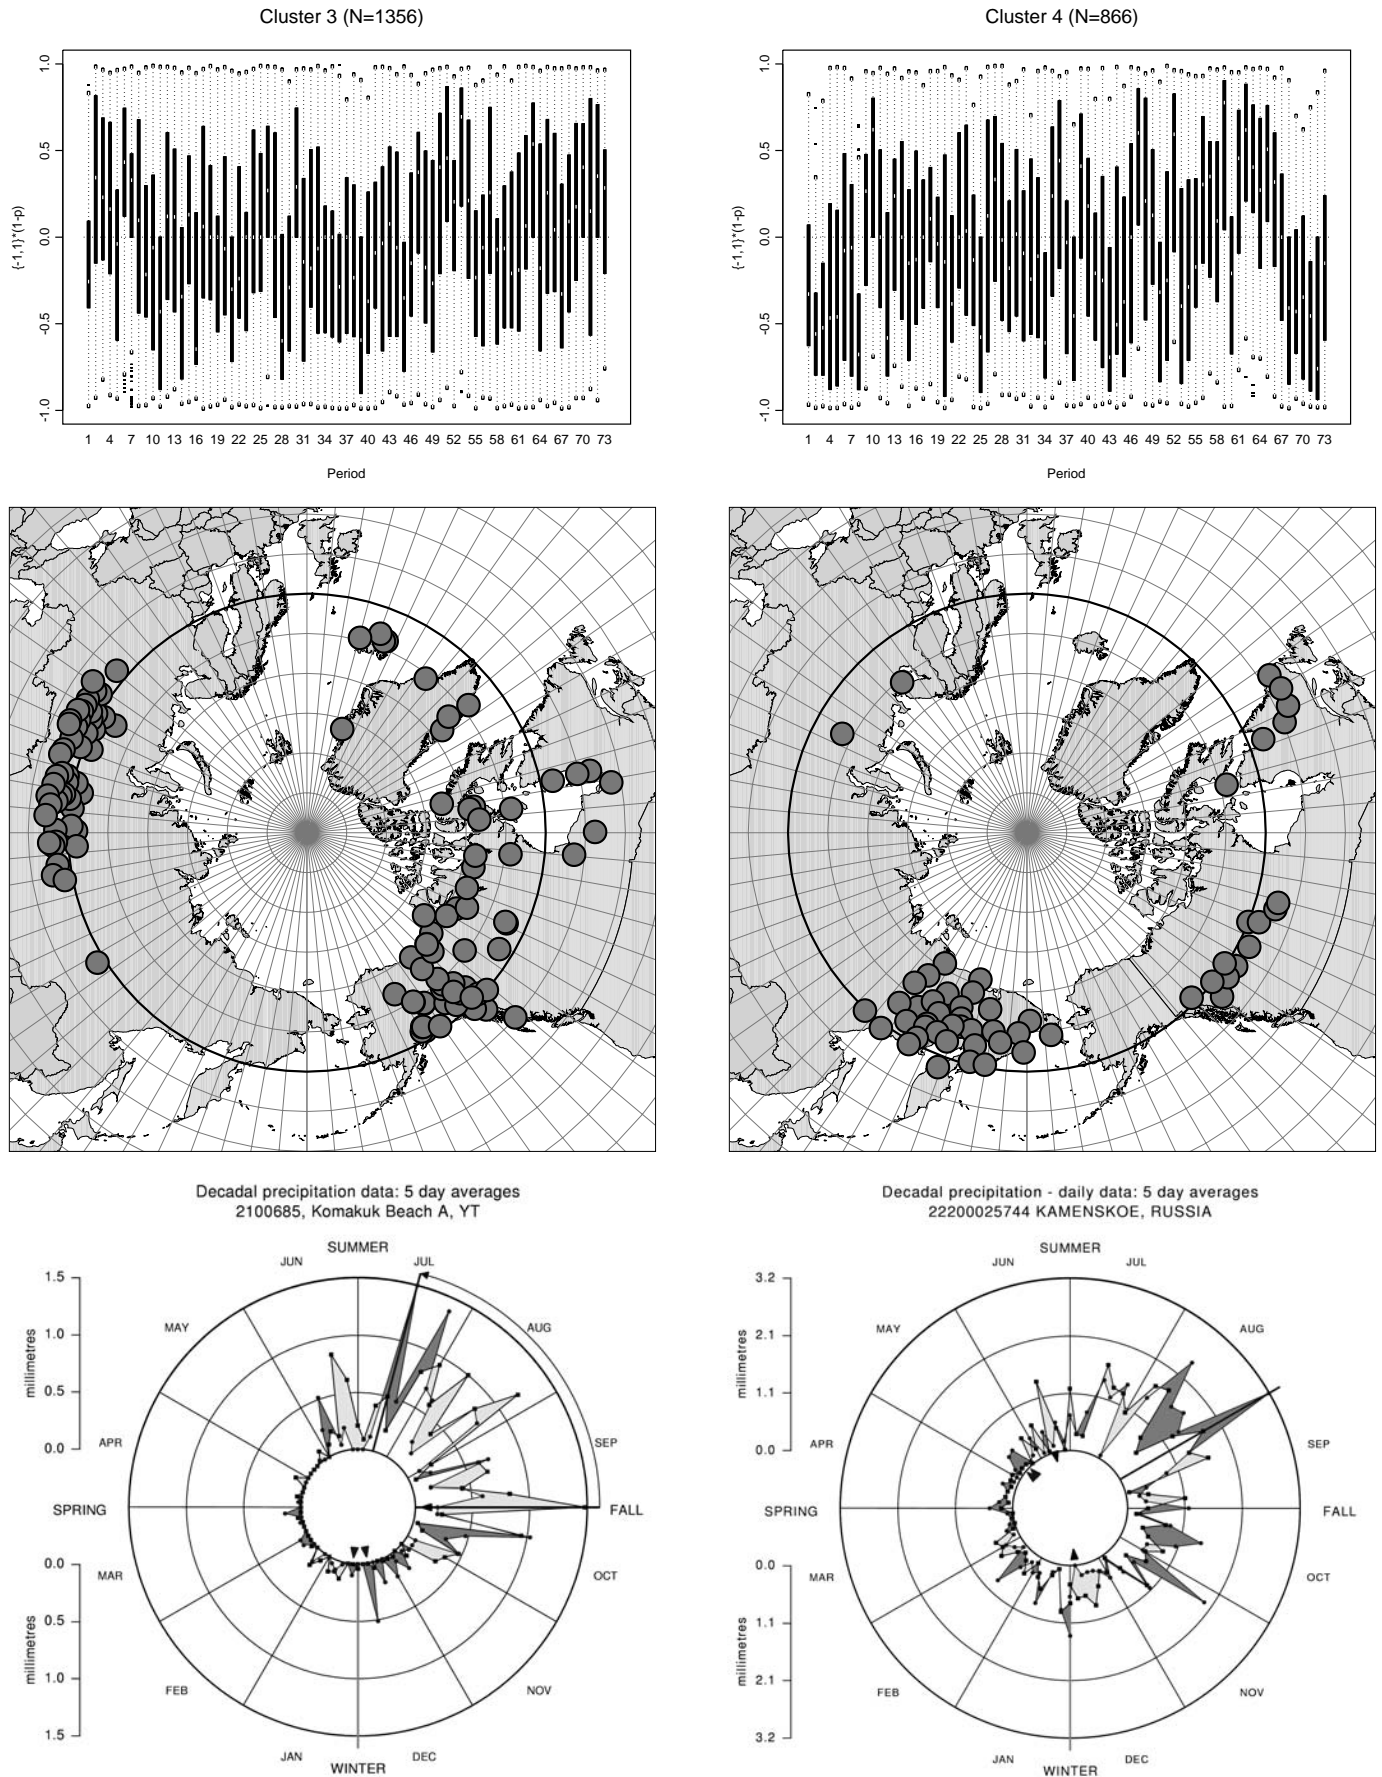 Cluster 3 (N=1356)
Cluster 4 (N=866)
{-1,1}*(1-p)
1.0
0.5
0.0
-0.5
-1.0
1 4 7 10 13 16 19 22 25 28 31 34 37 40 43 46 49 52 55 58 61 64 67 70 73
Period
{-1,1}*(1-p)
1.0
0.5
0.0
-0.5
-1.0
1 4 7 10 13 16 19 22 25 28 31 34 37 40 43 46 49 52 55 58 61 64 67 70 73
Period
Decadal precipitation data: 5 day averages
2100685, Komakuk Beach A, YT
SUMMER
JUN
JUL
MAY
AUG
APR
SEP
SPRING
FALL
MAR
OCT
FEB
NOV
JAN
DEC
WINTER
1.5
1.0
0.5
0.0
millimetres
0.0
0.5
1.0
1.5
millimetres
Decadal precipitation - daily data: 5 day averages
22200025744 KAMENSKOE, RUSSIA
SUMMER
JUN
JUL
MAY
AUG
APR
SEP
SPRING
FALL
MAR
OCT
FEB
NOV
JAN
DEC
WINTER
3.2
2.1
1.1
0.0
millimetres
0.0
1.1
2.1
3.2
millimetres